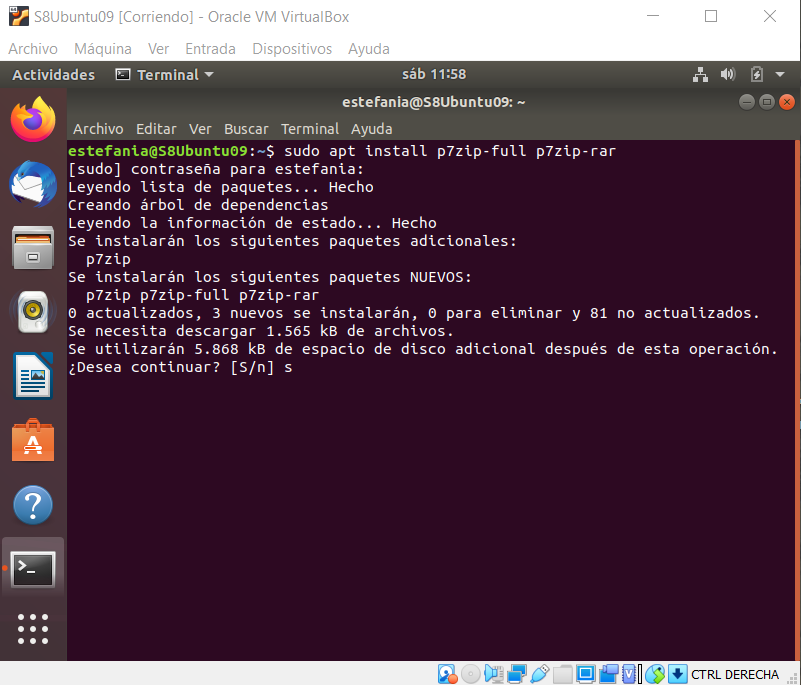 S8Ubuntu09 [Corriendo] - Oracle VM VirtualBox
Archivo Máquina Ver Entrada Dispositivos Ayuda
Actividades Terminal sáb 11:58
estefania@S8Ubuntu09: ~
Archivo Editar Ver Buscar Terminal Ayuda
estefania@S8Ubuntu09:~$ sudo apt install p7zip-full p7zip-rar
[sudo] contraseña para estefania:
Leyendo lista de paquetes... Hecho
Creando árbol de dependencias
Leyendo la información de estado... Hecho
Se instalarán los siguientes paquetes adicionales:
  p7zip
Se instalarán los siguientes paquetes NUEVOS:
  p7zip p7zip-full p7zip-rar
0 actualizados, 3 nuevos se instalarán, 0 para eliminar y 81 no actualizados.
Se necesita descargar 1.565 kB de archivos.
Se utilizarán 5.868 kB de espacio de disco adicional después de esta operación.
¿Desea continuar? [S/n] s
CTRL DERECHA